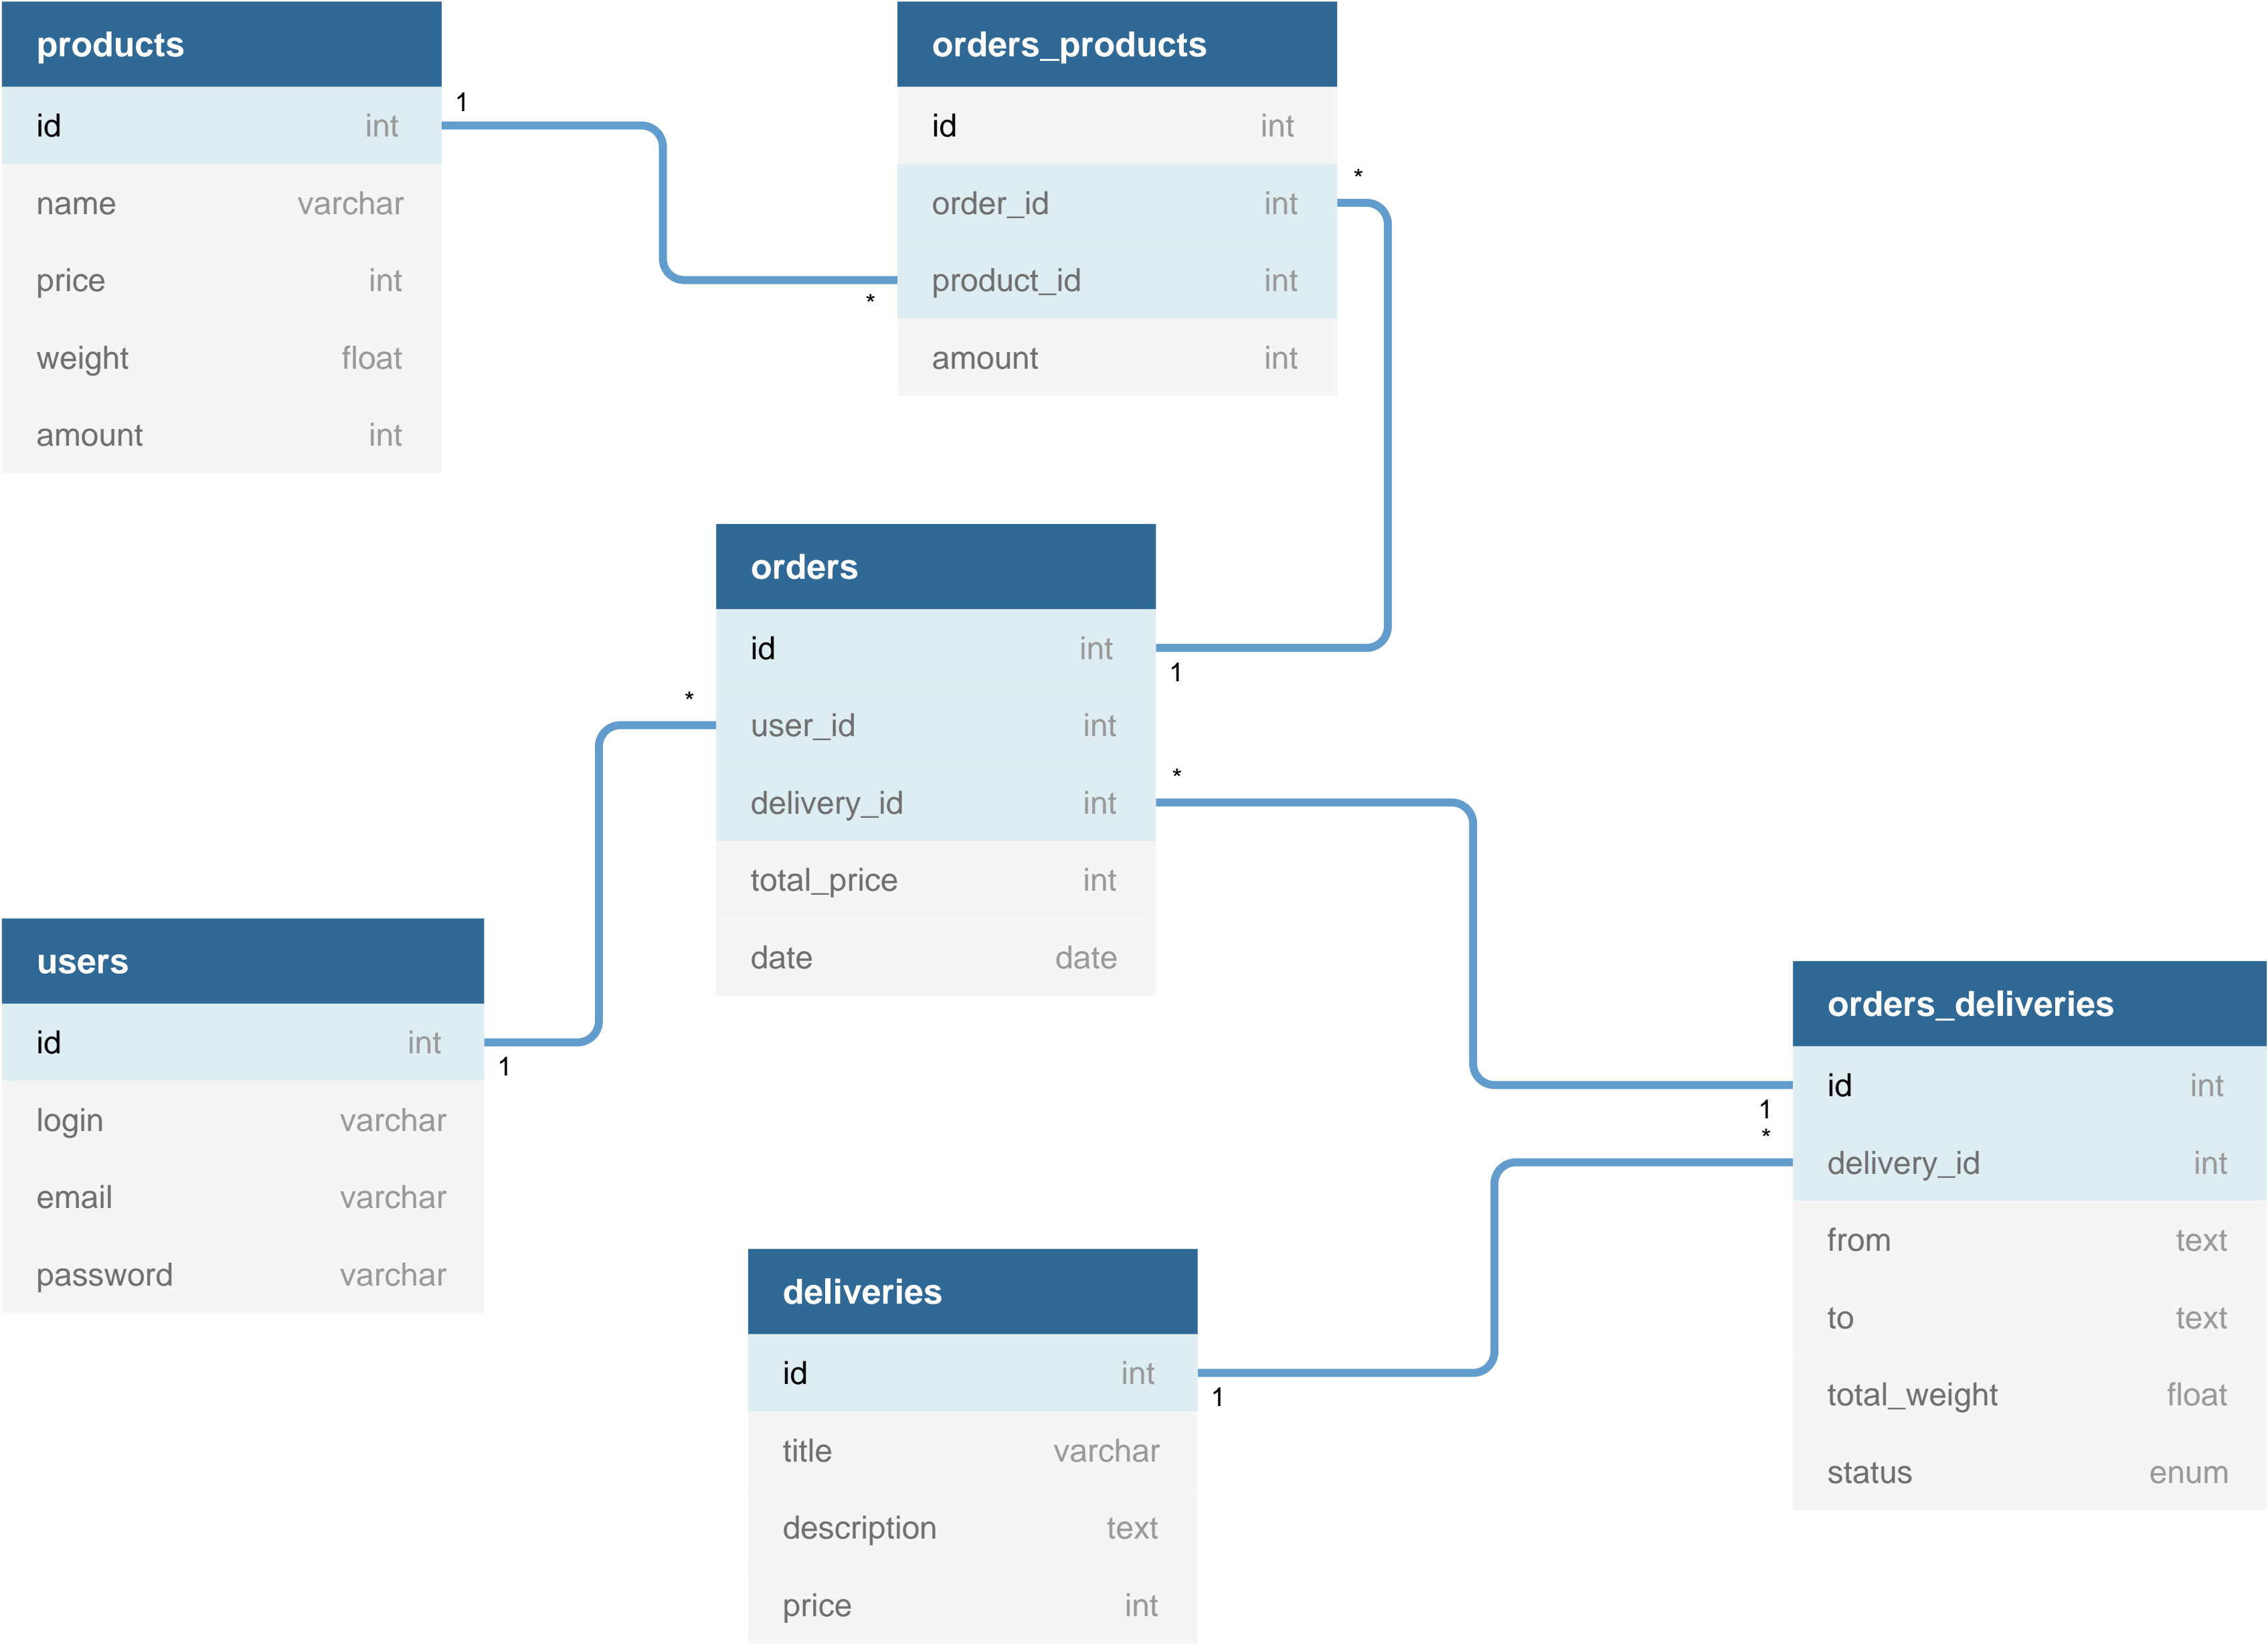 products
id int
name varchar
price int
weight float
amount int
orders_products
id int
order_id int
product_id int
amount int
1
*
*
orders
id int
user_id int
delivery_id int
total_price int
date date
1
*
*
users
id int
login varchar
email varchar
password varchar
1
orders_deliveries
id int
delivery_id int
from text
to text
total_weight float
status enum
1
*
deliveries
id int
title varchar
description text
price int
1